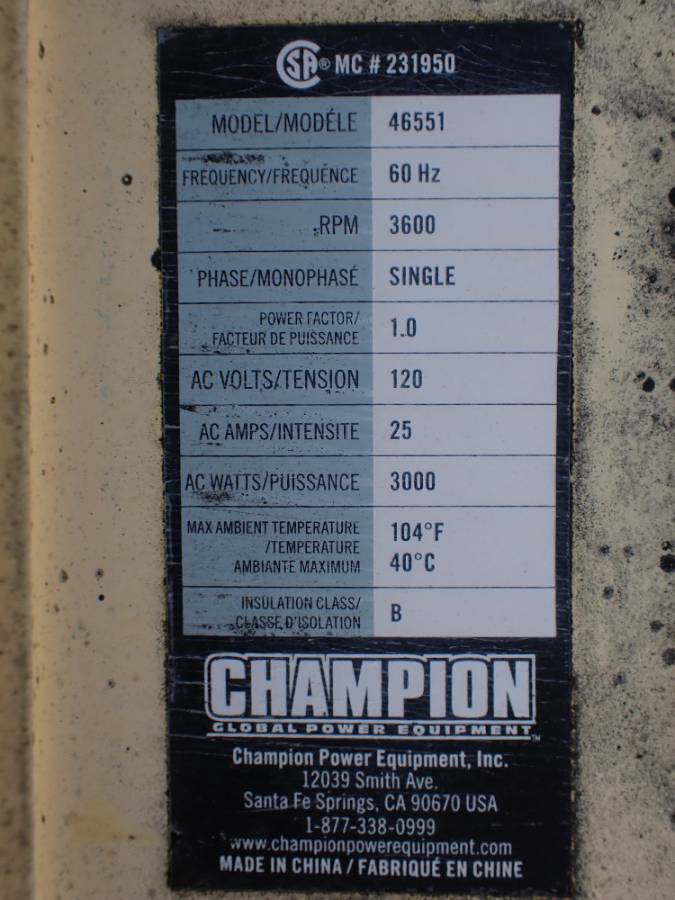 CSA® MC # 231950
MODEL/MODÉLE 46551
FREQUENCY/FREQUÉNCE 60 Hz
RPM 3600
PHASE/MONOPHASÉ SINGLE
POWER FACTOR/
FACTEUR DE PUISSANCE 1.0
AC VOLTS/TENSION 120
AC AMPS/INTENSITE 25
AC WATTS/PUISSANCE 3000
MAX AMBIENT TEMPERATURE
/TEMPERATURE
AMBIANTE MAXIMUM
104°F
40°C
INSULATION CLASS/
CLASSE D'ISOLATION B
CHAMPION
GLOBAL POWER EQUIPMENT™
Champion Power Equipment, Inc.
12039 Smith Ave.
Santa Fe Springs, CA 90670 USA
1-877-338-0999
www.championpowerequipment.com
MADE IN CHINA / FABRIQUÉ EN CHINE